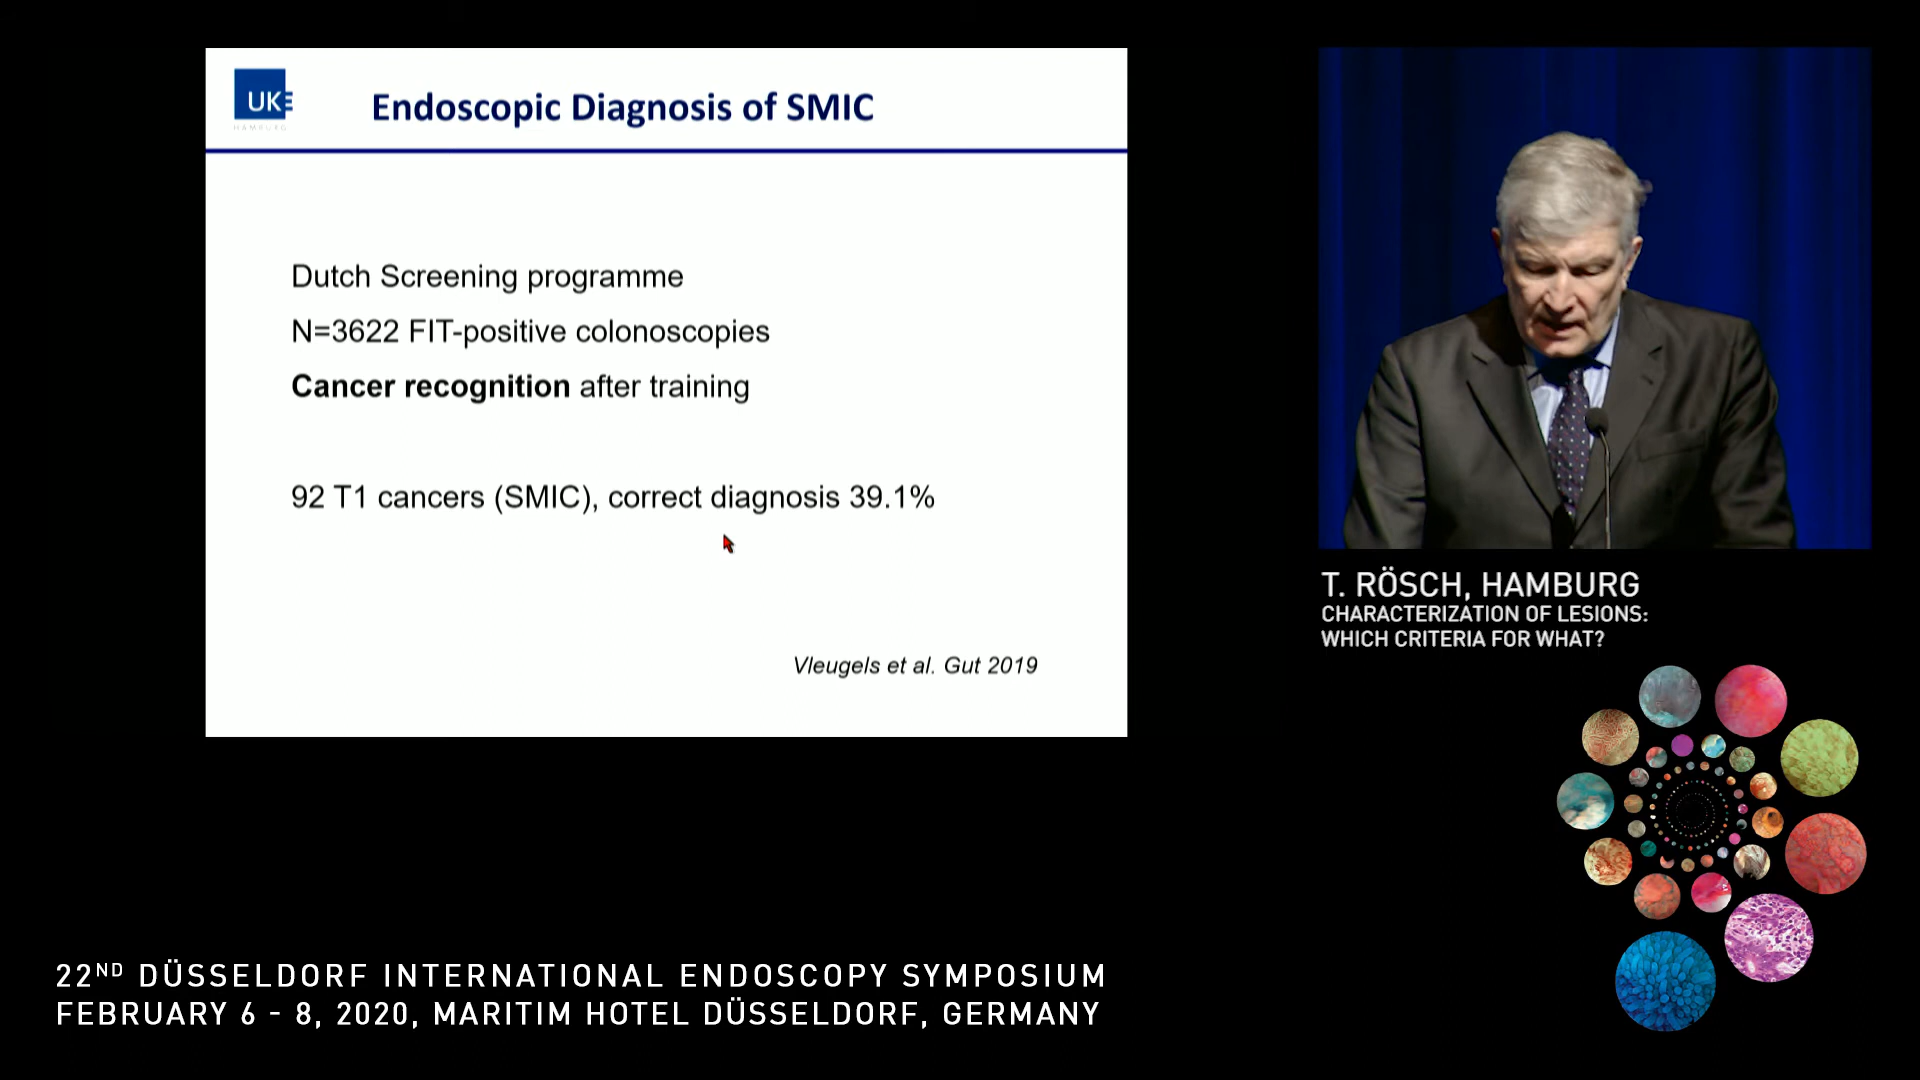 UKE
HAMBURG
Endoscopic Diagnosis of SMIC
Dutch Screening programme
N=3622 FIT-positive colonoscopies
Cancer recognition after training
92 T1 cancers (SMIC), correct diagnosis 39.1%
Vleugels et al. Gut 2019
T. RÖSCH, HAMBURG
CHARACTERIZATION OF LESIONS:
WHICH CRITERIA FOR WHAT?
22ND DÜSSELDORF INTERNATIONAL ENDOSCOPY SYMPOSIUM
FEBRUARY 6 - 8, 2020, MARITIM HOTEL DÜSSELDORF, GERMANY